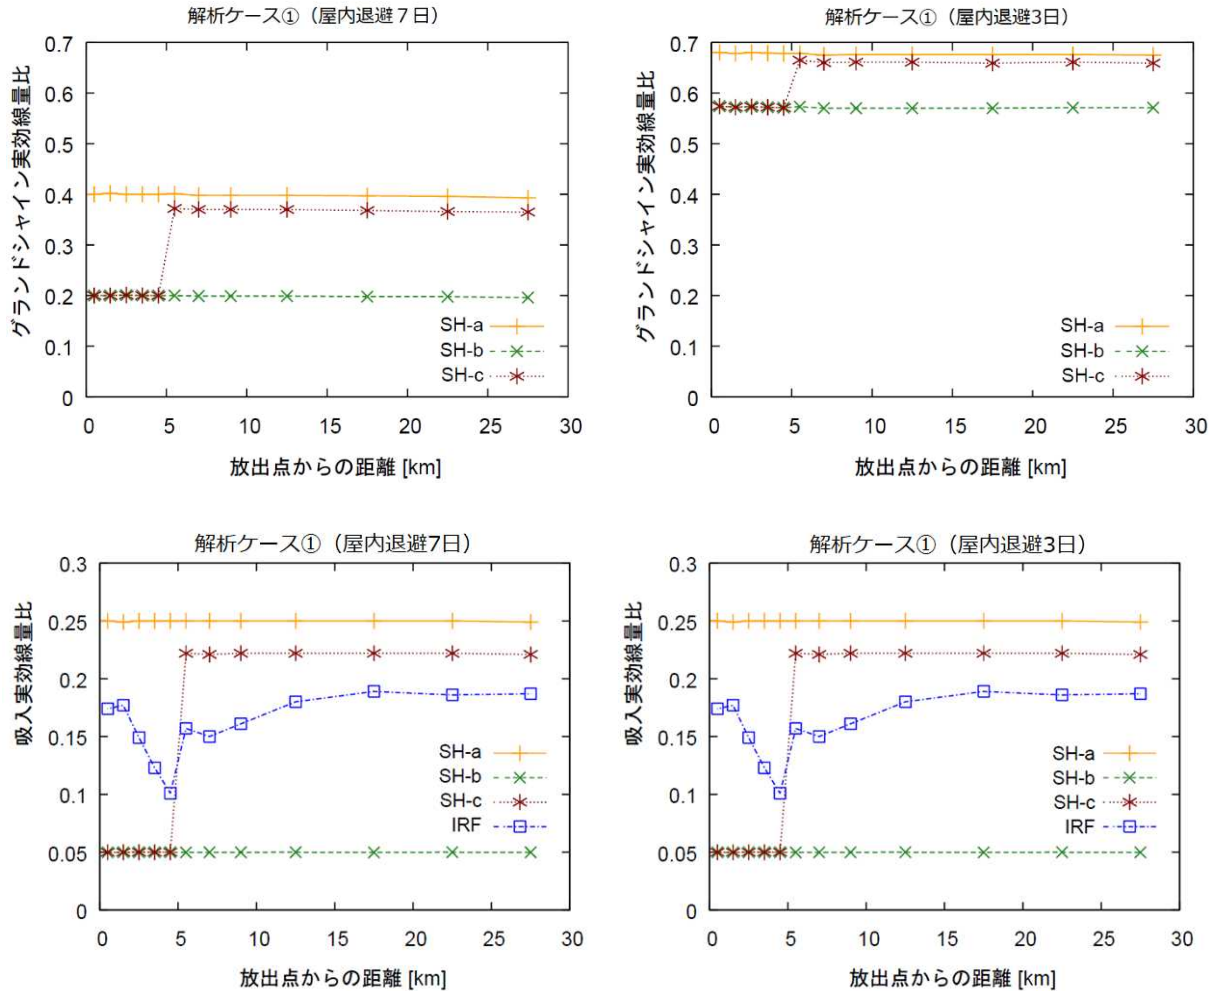 解析ケース①（屋内退避７日）
グランドシャイン実効線量比
0.7
0.6
0.5
0.4
0.3
0.2
0.1
0
SH-a
SH-b
SH-c
0 5 10 15 20 25 30
放出点からの距離 [km]
解析ケース①（屋内退避3日）
グランドシャイン実効線量比
0.7
0.6
0.5
0.4
0.3
0.2
0.1
0
SH-a
SH-b
SH-c
0 5 10 15 20 25 30
放出点からの距離 [km]
解析ケース①（屋内退避7日）
吸入実効線量比
0.3
0.25
0.2
0.15
0.1
0.05
0
SH-a
SH-b
SH-c
IRF
0 5 10 15 20 25 30
放出点からの距離 [km]
解析ケース①（屋内退避3日）
吸入実効線量比
0.3
0.25
0.2
0.15
0.1
0.05
0
SH-a
SH-b
SH-c
IRF
0 5 10 15 20 25 30
放出点からの距離 [km]